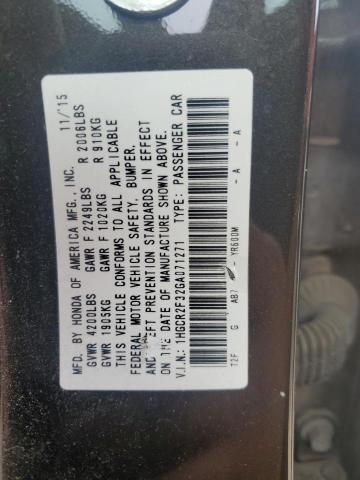 MFD. BY HONDA OF AMERICA MFG., INC. 11/'15
GVWR 4200LBS GAWR F 2249LBS R 2006LBS
GVWR 1905KG GAWR F 1020KG R 910KG
THIS VEHICLE CONFORMS TO ALL APPLICABLE
FEDERAL MOTOR VEHICLE SAFETY, BUMPER,
AND THEFT PREVENTION STANDARDS IN EFFECT
ON THE DATE OF MANUFACTURE SHOWN ABOVE.
V.I.N.: 1HGCR2F32GA071271 TYPE: PASSENGER CAR
T2F G AB7 YR600M - A - A